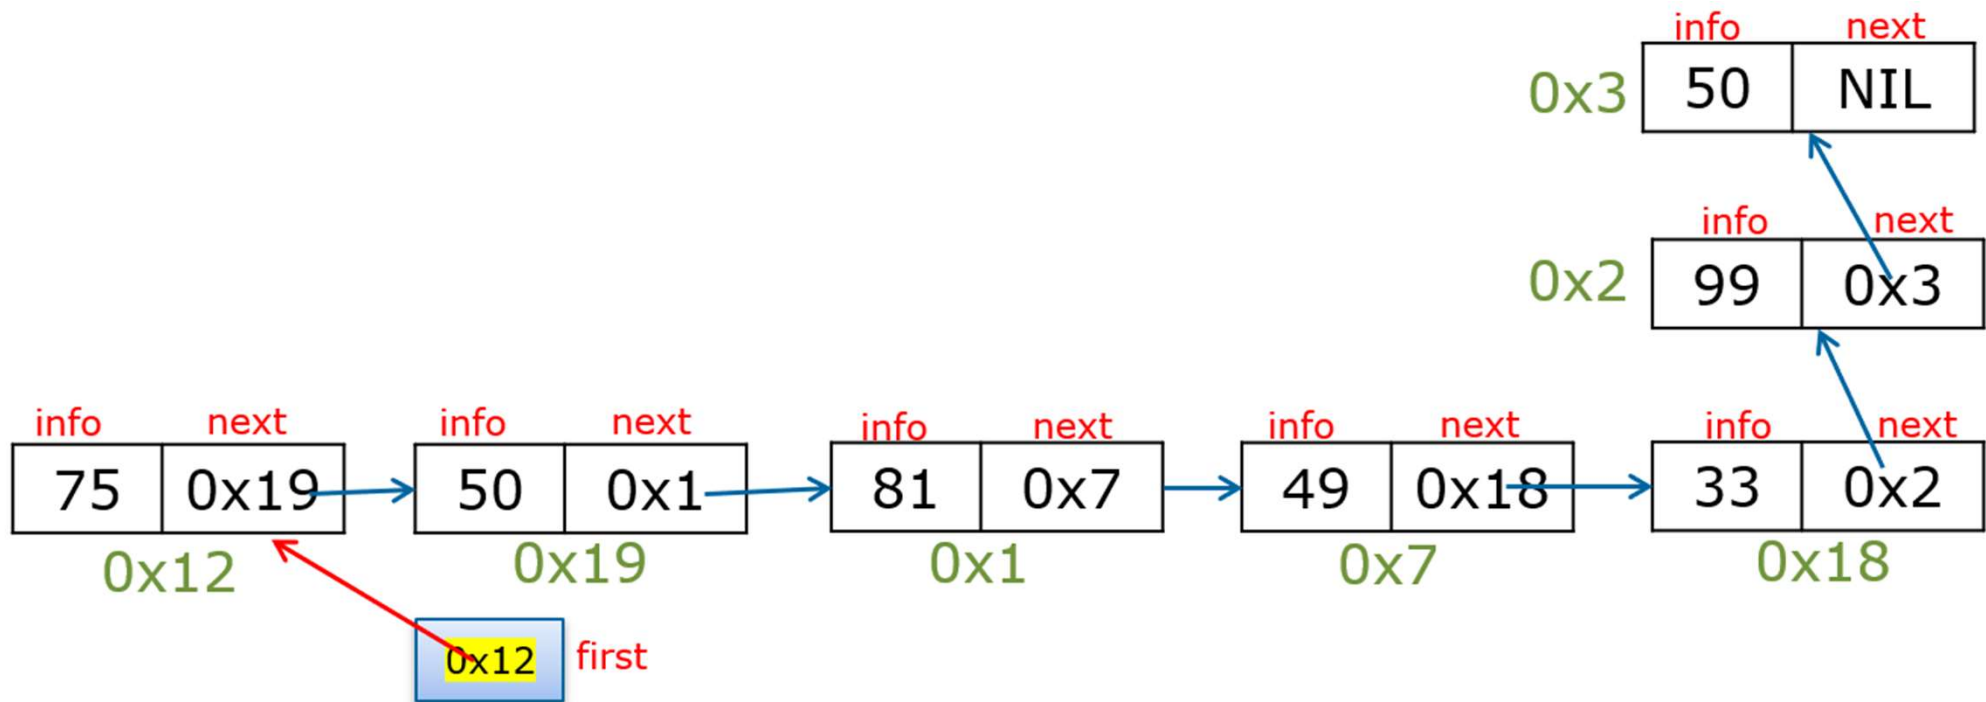 info next
0x3 50 NIL
info next
0x2 99 0x3
info next info next info next info next info next
75 0x19 50 0x1 81 0x7 49 0x18 33 0x2
0x12 0x19 0x1 0x7 0x18
0x12 first